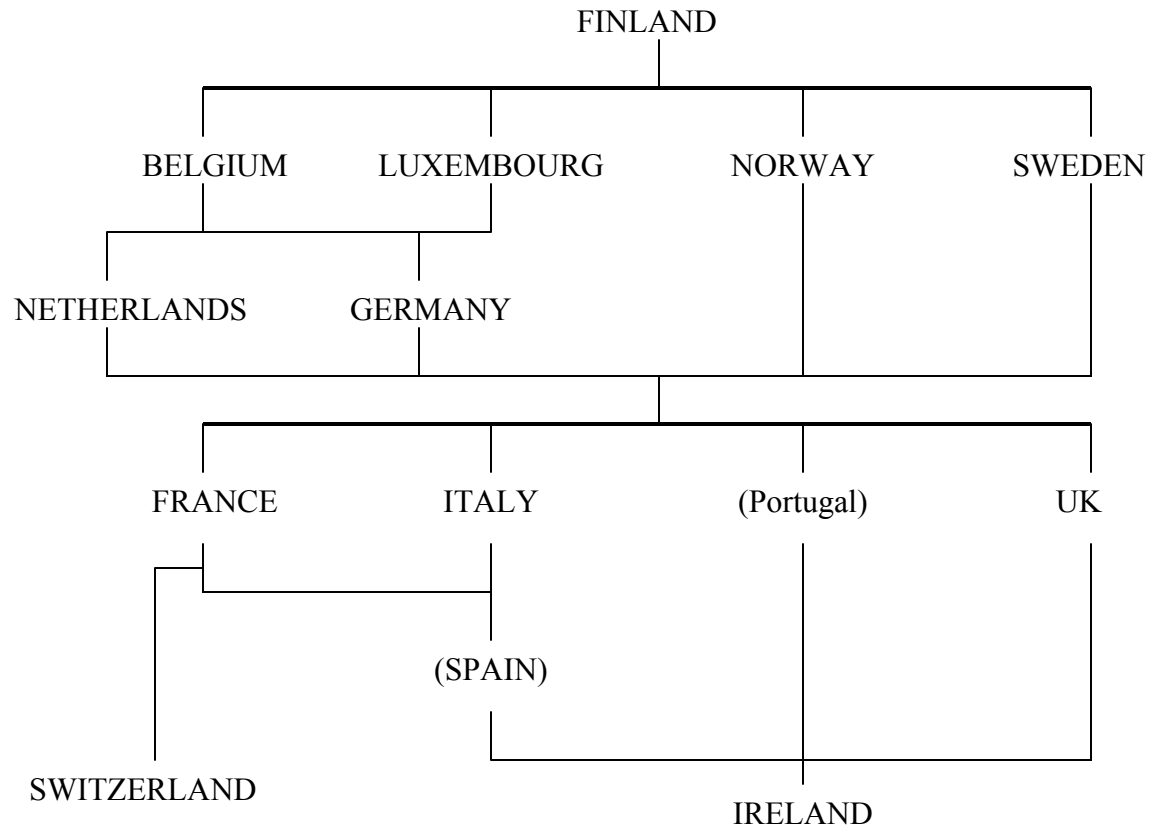 FINLAND
BELGIUM LUXEMBOURG NORWAY SWEDEN
NETHERLANDS GERMANY
FRANCE ITALY (Portugal) UK
(SPAIN)
SWITZERLAND
IRELAND